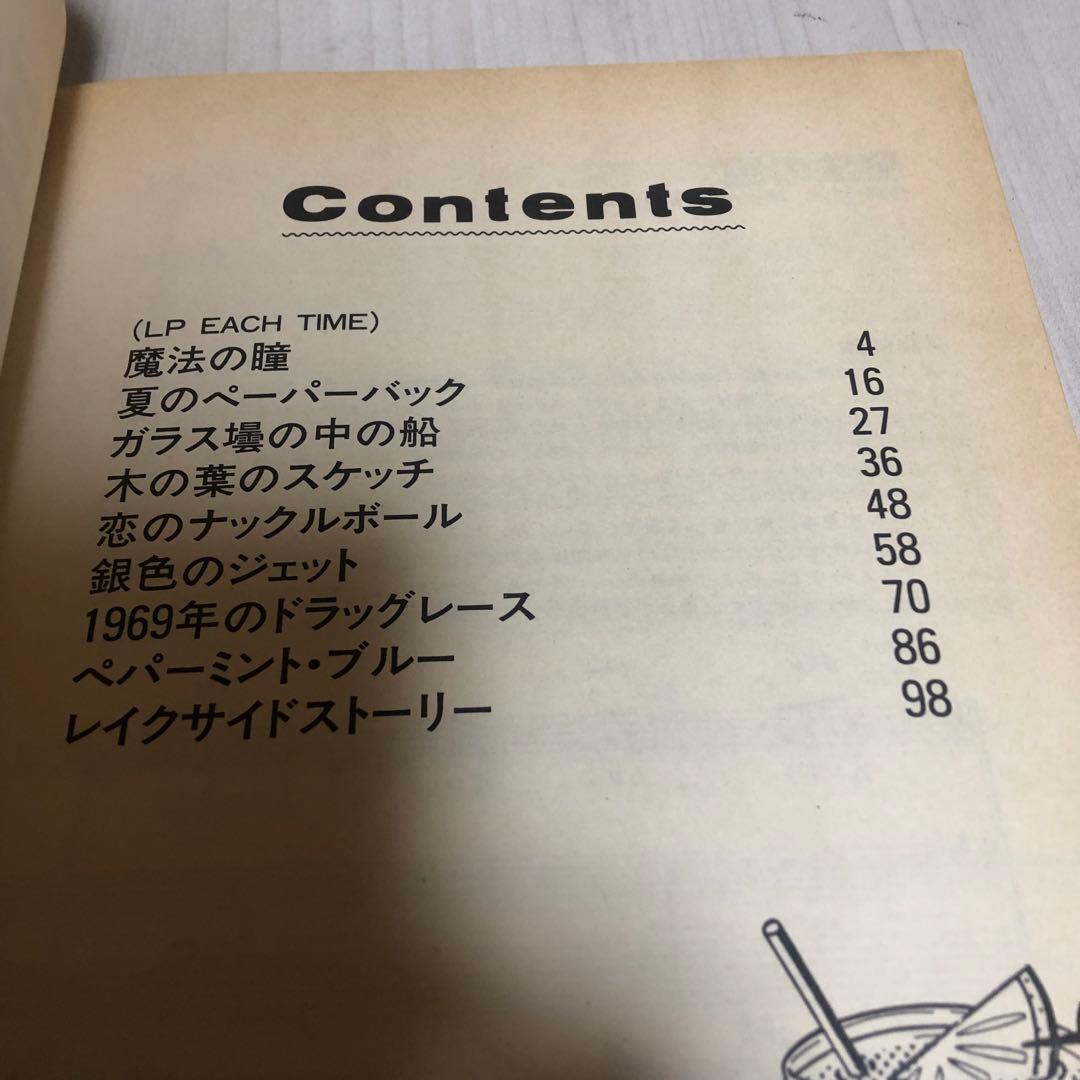 Contents
(LP EACH TIME)
魔法の瞳 4
夏のペーパーバック 16
ガラス壜の中の船 27
木の葉のスケッチ 36
恋のナックルボール 48
銀色のジェット 58
1969年のドラッグレース 70
ペパーミント・ブルー 86
レイクサイドストーリー 98